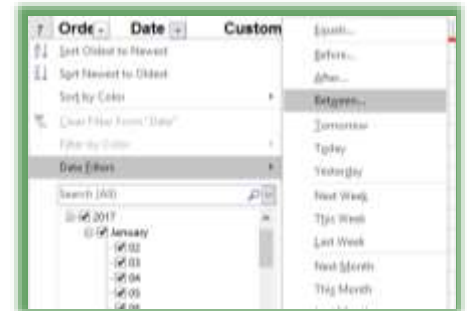 7 Orde Date Custom
Sort Oldest to Newest
Sort Newest to Oldest
Sort by Color
Clear Filter From "Date"
Filter by Color
Date Filters
Search (All)
2017
January
02
03
04
05
06
Equals...
Before...
After...
Between...
Tomorrow
Today
Yesterday
Next Week
This Week
Last Week
Next Month
This Month